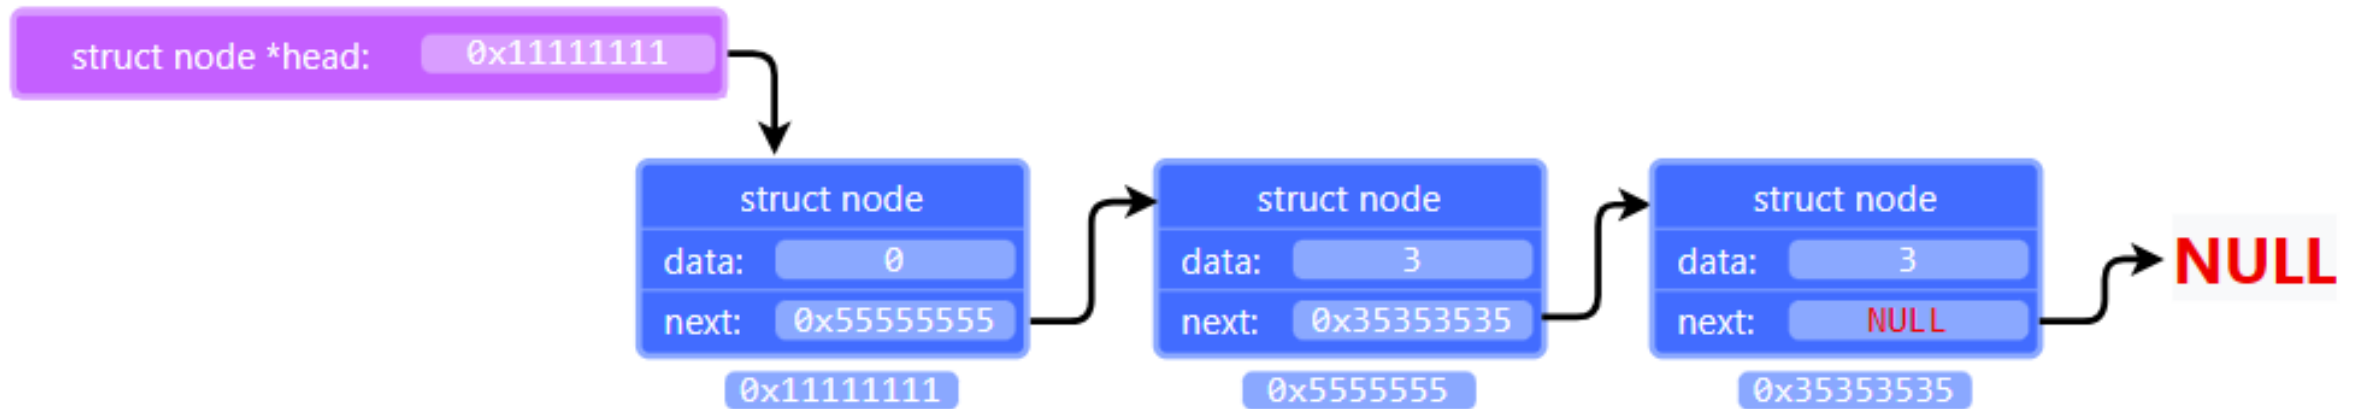 struct node *head: 0x11111111
struct node
data: 0
next: 0x55555555
0x11111111
struct node
data: 3
next: 0x35353535
0x5555555
struct node
data: 3
next: NULL
0x35353535
NULL